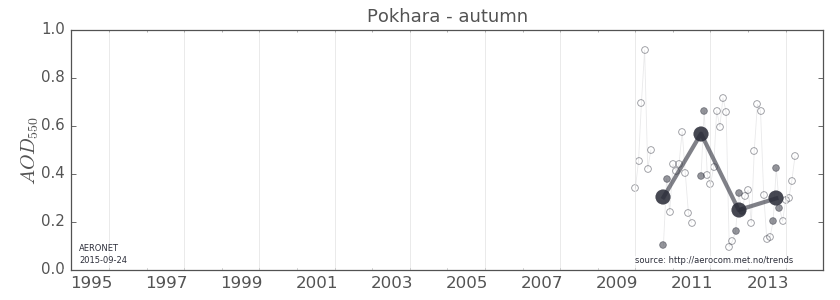 Pokhara - autumn
1.0
0.8
0.6
0.4
0.2
0.0
AOD550
AERONET
2015-09-24
source: http://aerocom.met.no/trends
1995 1997 1999 2001 2003 2005 2007 2009 2011 2013